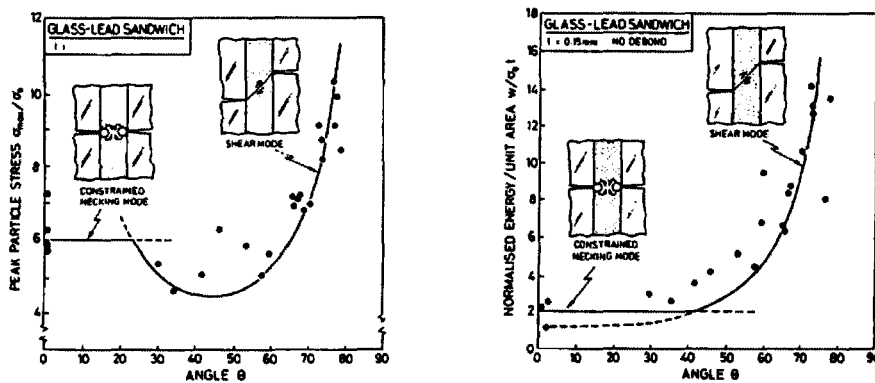 GLASS-LEAD SANDWICH
PEAK PARTICLE STRESS σmax/σ0
12
10
8
6
4
CONSTRAINED
NECKING MODE
SHEAR MODE
0 10 20 30 40 50 60 70 80 90
ANGLE θ
GLASS-LEAD SANDWICH
t = 0.15mm NO DEBOND
NORMALISED ENERGY/UNIT AREA w/σ0 t
18
16
14
12
10
8
6
4
2
0
SHEAR MODE
CONSTRAINED
NECKING MODE
0 10 20 30 40 50 60 70 80 90
ANGLE θ